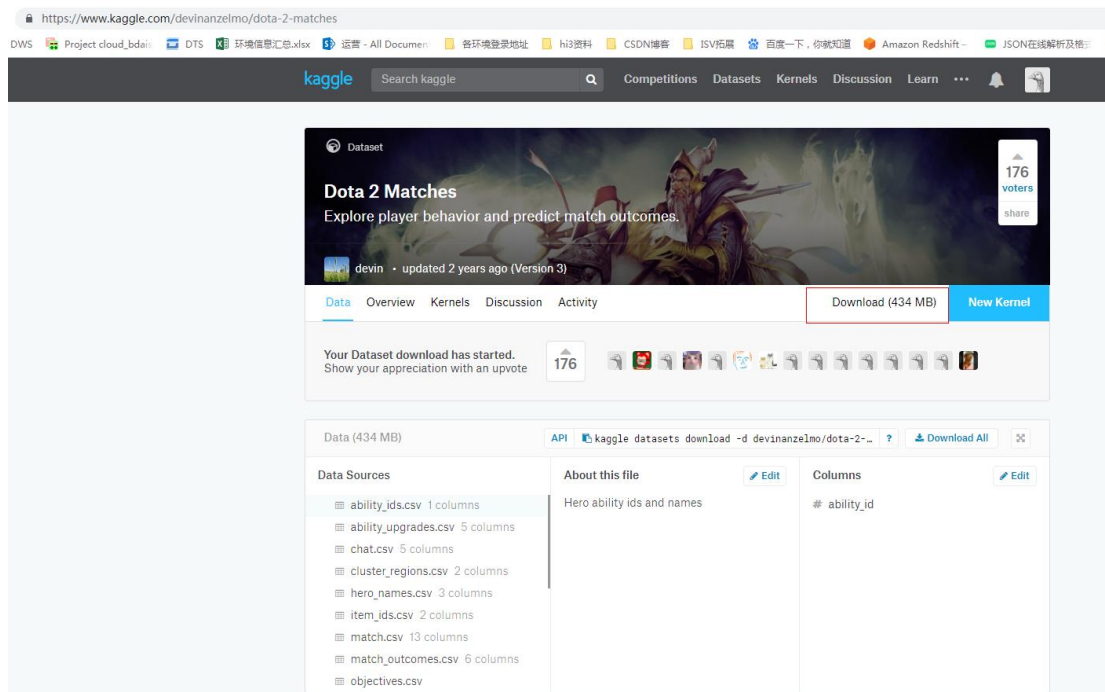 https://www.kaggle.com/devinanzelmo/dota-2-matches
DWS Project cloud_bdais DTS 环境信息汇总.xlsx 运营 - All Documen 各环境登录地址 hi3资料 CSDN博客 ISV拓展 百度一下，你就知道 Amazon Redshift – JSON在线解析及格式
kaggle Search kaggle Competitions Datasets Kernels Discussion Learn ...
Dataset
176
voters
share
Dota 2 Matches
Explore player behavior and predict match outcomes.
devin • updated 2 years ago (Version 3)
Data Overview Kernels Discussion Activity Download (434 MB) New Kernel
Your Dataset download has started.
Show your appreciation with an upvote
176
Data (434 MB) API kaggle datasets download -d devinanzelmo/dota-2-… ? Download All
Data Sources About this file Edit Columns Edit
ability_ids.csv 1 columns Hero ability ids and names # ability_id
ability_upgrades.csv 5 columns
chat.csv 5 columns
cluster_regions.csv 2 columns
hero_names.csv 3 columns
item_ids.csv 2 columns
match.csv 13 columns
match_outcomes.csv 6 columns
objectives.csv